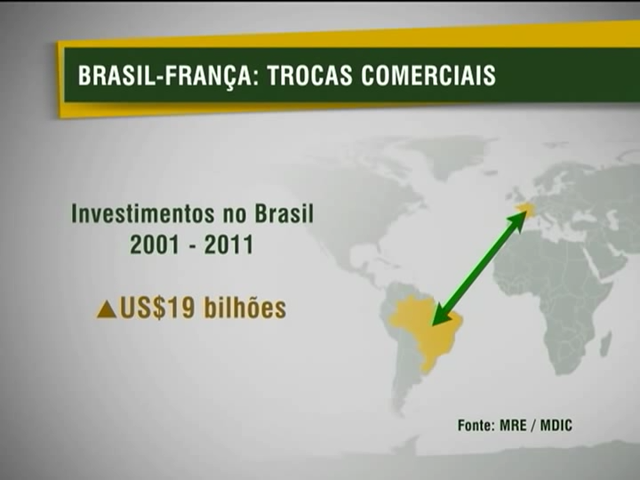 BRASIL-FRANÇA: TROCAS COMERCIAIS
Investimentos no Brasil
2001 - 2011
▲US$19 bilhões
Fonte: MRE / MDIC